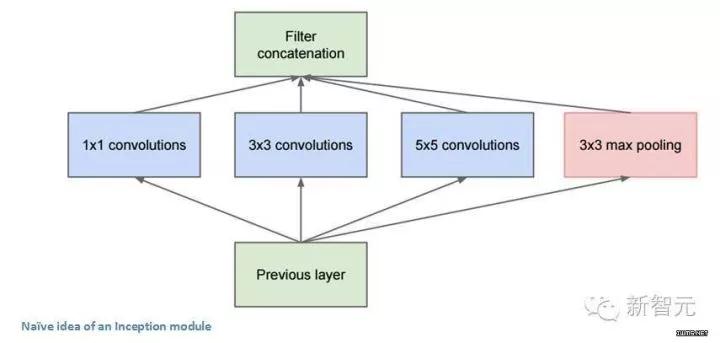 Filter
concatenation
1x1 convolutions
3x3 convolutions
5x5 convolutions
3x3 max pooling
Previous layer
Naïve idea of an Inception module
新智元